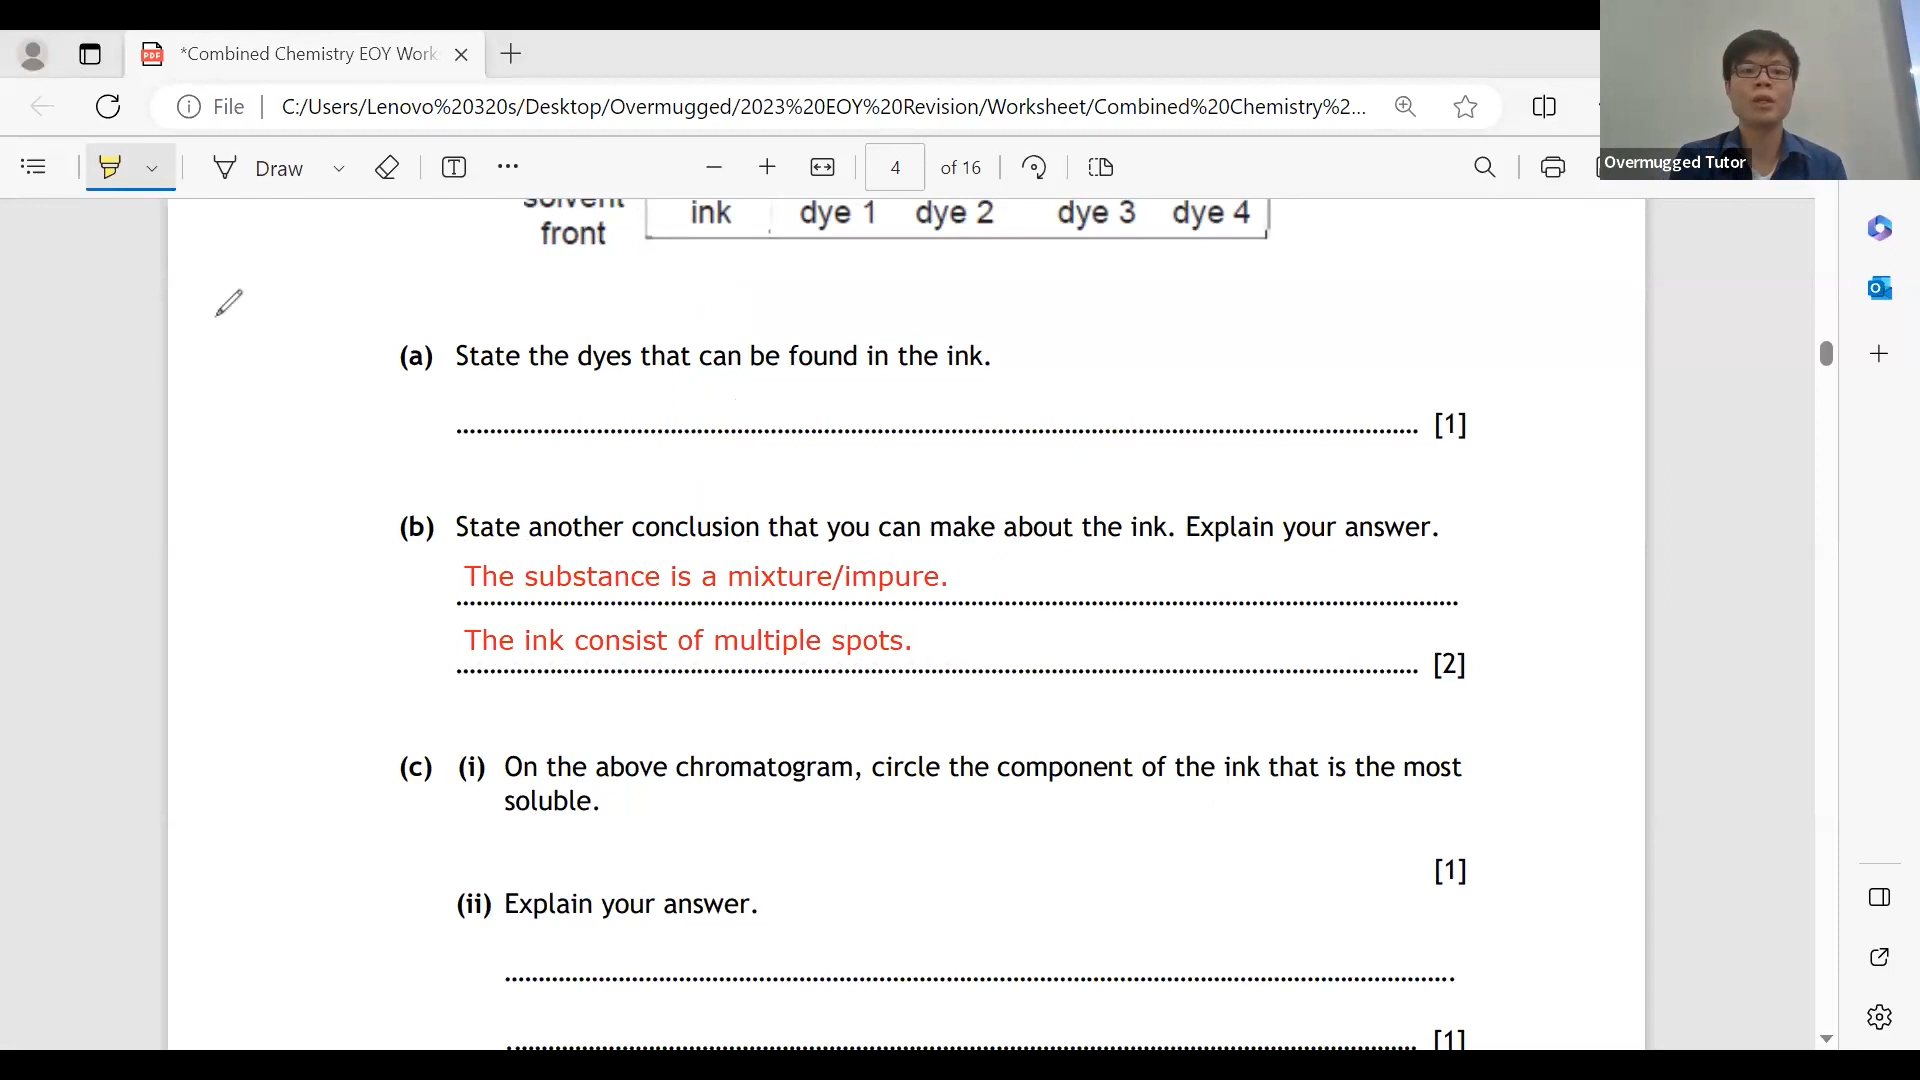 *Combined Chemistry EOY Work
File
C:/Users/Lenovo%20320s/Desktop/Overmugged/2023%20EOY%20Revision/Worksheet/Combined%20Chemistry%2...
Draw
4 of 16
Overmugged Tutor
solvent
front
ink dye 1 dye 2 dye 3 dye 4
(a) State the dyes that can be found in the ink.
[1]
(b) State another conclusion that you can make about the ink. Explain your answer.
The substance is a mixture/impure.
The ink consist of multiple spots.
[2]
(c) (i) On the above chromatogram, circle the component of the ink that is the most
soluble.
[1]
(ii) Explain your answer.
[1]